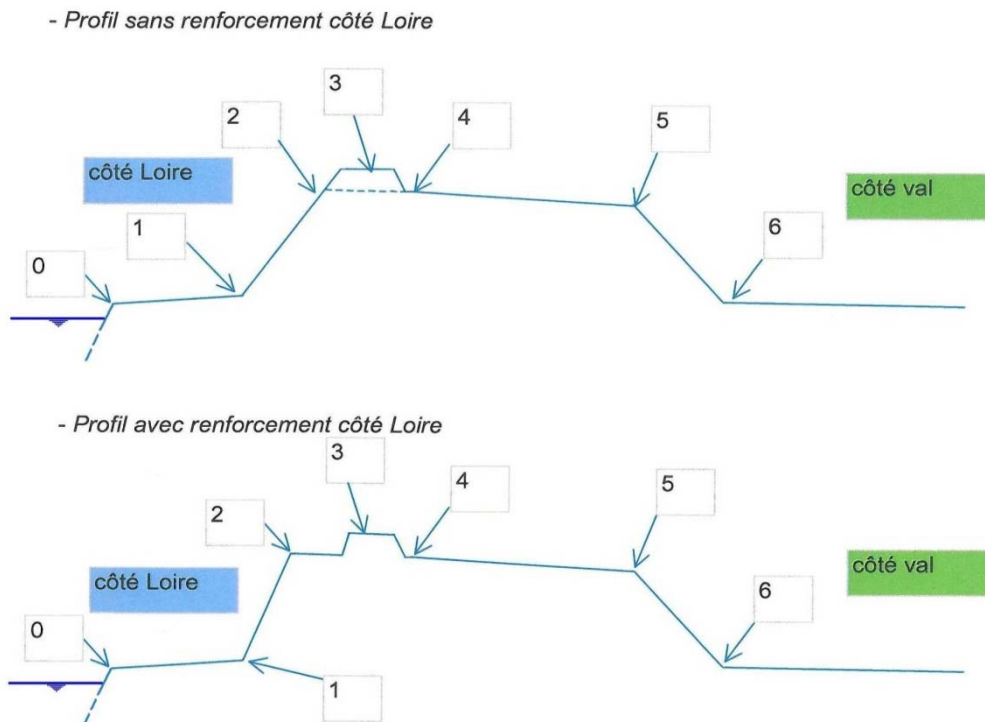 - Profil sans renforcement côté Loire
3
2
4
5
côté Loire
côté val
1
6
0
- Profil avec renforcement côté Loire
3
4
5
2
côté Loire
côté val
6
0
1